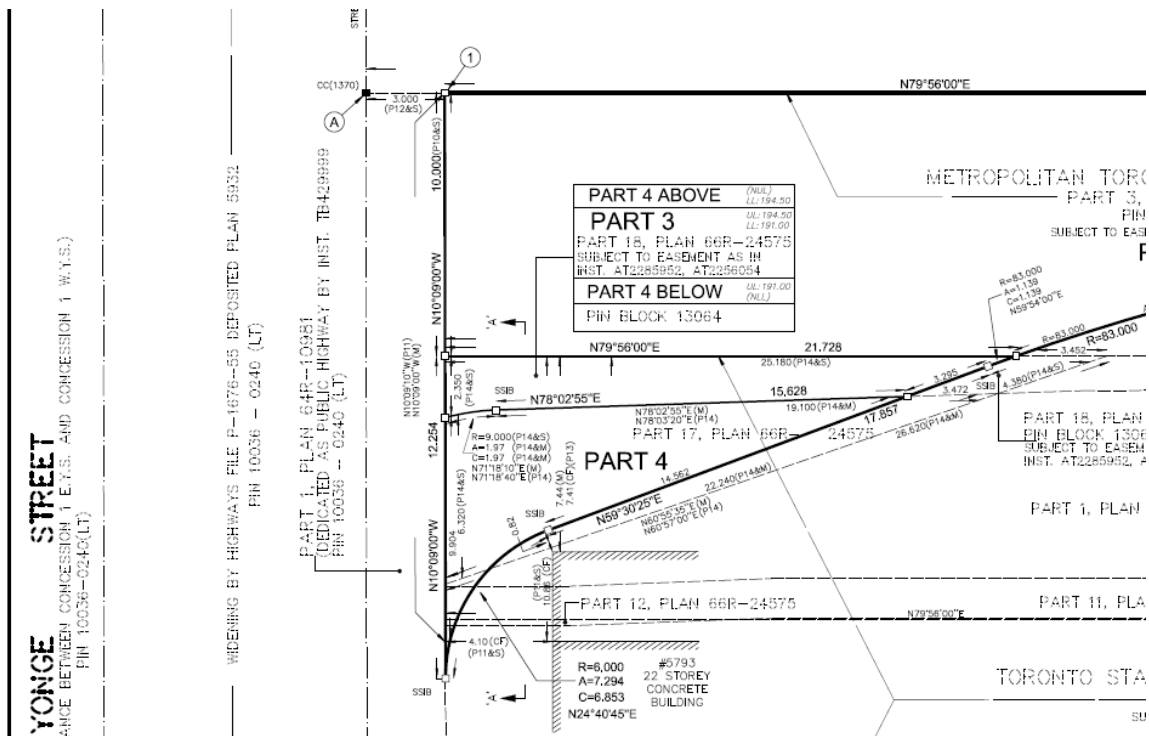 STRE
CC(1370)
1
3.000
(P12&S)
A
N79°56'00"E
10.000(P10&S)
N10°09'00"W
METROPOLITAN TORO
PART 3,
PIN
SUBJECT TO EAS
PART 4 ABOVE
(NUL)
LL:194.50
PART 3
UL:194.50
LL:191.00
PART 18, PLAN 66R-24575
SUBJECT TO EASEMENT AS IN
INST. AT2285952, AT2256054
PART 4 BELOW
UL:191.00
(NLL)
PIN BLOCK 13064
R=83.000
A=1.139
C=1.139
N59°54'00"E
R=83.000
R=83.000
3.452
'A'
N79°56'00"E
21.728
25.180(P14&S)
N10°09'10"W(P11)
N10°09'00"W(M)
2.350
(P14&S)
SSIB
N78°02'55"E
15,628
N78°02'55"E(M)
N78°03'20"E(P14)
19.100(P14&M)
3.295
3.472
SSIB
4.380(P14&S)
17.857
26.620(P14&M)
12.254
R=9.000(P14&S)
A=1.97 (P14&M)
C=1.97 (P14&M)
N71°18'10"E(M)
N71°18'40"E(P14)
PART 17, PLAN 66R-24575
PART 4
PART 18, PLAN
PIN BLOCK 1306
SUBJECT TO EASEM
INST. AT2285952, A
14.562
22.240(P14&M)
N59°30'25"E
N60°55'35"E(M)
N60°57'00"E(P14)
7.44(M)
7.41(CF)(P13)
SSIB
0.82
6.320(P14&S)
9.904
N10°09'00"W
PART 1, PLAN
(P11&S)
10.86 (CF)
PART 12, PLAN 66R-24575
PART 11, PLA
N79°56'00"E
4.10(CF)
(P11&S)
SSIB
'A'
R=6,000
A=7.294
C=6.853
N24°40'45"E
#5793
22 STOREY
CONCRETE
BUILDING
TORONTO STA
SU
YONGE STREET
ANCE BETWEEN CONCESSION 1 E.Y.S. AND CONCESSION 1 W.Y.S.)
PIN 10036-0240(LT)
WIDENING BY HIGHWAYS FILE P-1876-55 DEPOSITED PLAN 5932
PIN 10036 - 0240 (LT)
PART 1, PLAN 64R-10981
(DEDICATED AS PUBLIC HIGHWAY BY INST. TB429999
PIN 10036 - 0240 (LT)